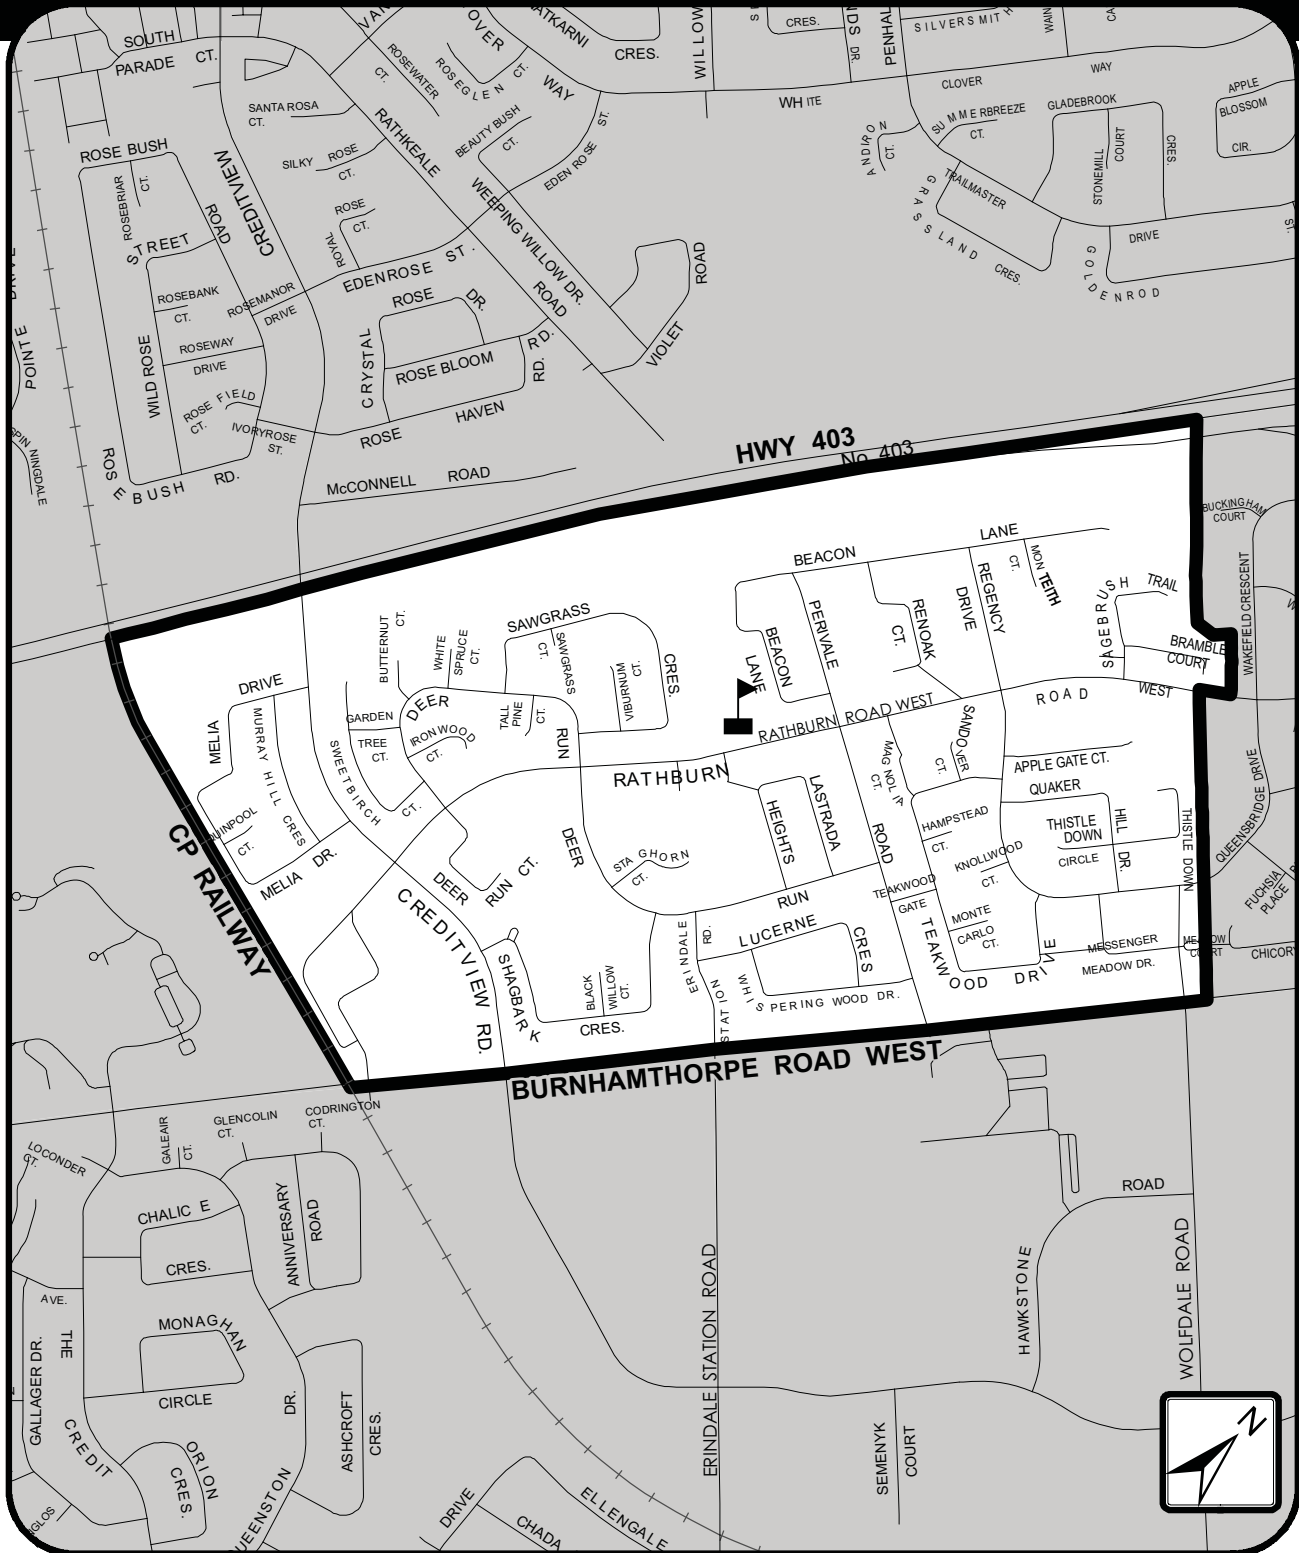 SOUTH
PARADE CT.
SANTA ROSA
CT.
ROSEWATER
CT.
ROSEGLEN CT.
WAY
CRES.
WILLOW
CRES.
DR.
SILVERSMITH
WHITE
CLOVER WAY
APPLE
BLOSSOM
CIR.
ROSE BUSH
ROSEBRIAR
CT.
ROAD
STREET
CREDITVIEW
SILKY ROSE
CT.
ROYAL ROSE
CT.
RATHKEALE
ROAD
BEAUTY BUSH
CT.
EDEN ROSE ST.
WEEPING WILLOW DR.
ANDIRON
CT.
SUMMERBREEZE
CT.
GLADEBROOK
CRES.
STONEMILL
COURT
TRAILMASTER
DRIVE
GRASSLAND CRES.
GOLDENROD
ST.
POINTE DRIVE
ROSEBANK
CT.
ROSEMANOR
DRIVE
EDENROSE ST.
ROSEWAY
DRIVE
WILD ROSE
ROSE FIELD
CT.
IVORYROSE
ST.
CRYSTAL
ROSE DR.
ROSE BLOOM RD.
RD.
ROSE HAVEN
VIOLET ROAD
ROSE BUSH RD.
McCONNELL ROAD
HWY 403
No. 403
BUCKINGHAM
COURT
WAKEFIELD CRESCENT
BEACON LANE
MONTEITH
CT.
REGENCY
DRIVE
RENOAK
CT.
PERIVALE
ROAD
BEACON
LANE
SAGEBRUSH TRAIL
BRAMBLE
COURT
BUTTERNUT
CT.
WHITE
SPRUCE
CT.
SAWGRASS
CRES.
SAWGRASS
CT.
VIBURNUM
CT.
MELIA DRIVE
MURRAY HILL CRES
GARDEN
TREE
CT.
DEER
RUN
IRONWOOD
CT.
TALL
PINE
CT.
SWEETBIRCH
CT.
RATHBURN
RATHBURN ROAD WEST
ROAD WEST
QUINPOOL
CT.
MELIA DR.
CP RAILWAY
CREDITVIEW RD.
DEER
RUN CT.
DEER
STAGHORN
CT.
HEIGHTS
LASTRADA
MAGNOLIA
CT.
SANDOVER
CT.
APPLE GATE CT.
QUAKER
HILL
DR.
THISTLE
DOWN
CIRCLE
THISTLE DOWN
HAMPSTEAD
CT.
KNOLLWOOD
CT.
TEAKWOOD
GATE
MONTE
CARLO
CT.
TEAKWOOD DRIVE
RUN
LUCERNE
CRES
ERINDALE
STATION
RD.
WHISPERING WOOD DR.
MESSENGER
MEADOW DR.
MEADOW
COURT
CHICORY
QUEENSBRIDGE DRIVE
FUCHSIA
PLACE
SHAGBARK
CRES.
BLACK
WILLOW
CT.
BURNHAMTHORPE ROAD WEST
GALEAIR
CT.
GLENCOLIN
CT.
CODRINGTON
CT.
LOCONDER
CT.
CHALICE
CRES.
ANNIVERSARY
ROAD
AVE.
THE
CREDIT
GALLAGER DR.
MONAGHAN
CIRCLE
DR.
ASHCROFT
CRES.
ORION
CRES.
DRIVE
CHADA
ELLENGALE
ERINDALE STATION ROAD
SEMENYK
COURT
HAWKSTONE
ROAD
WOLFDALE ROAD
N